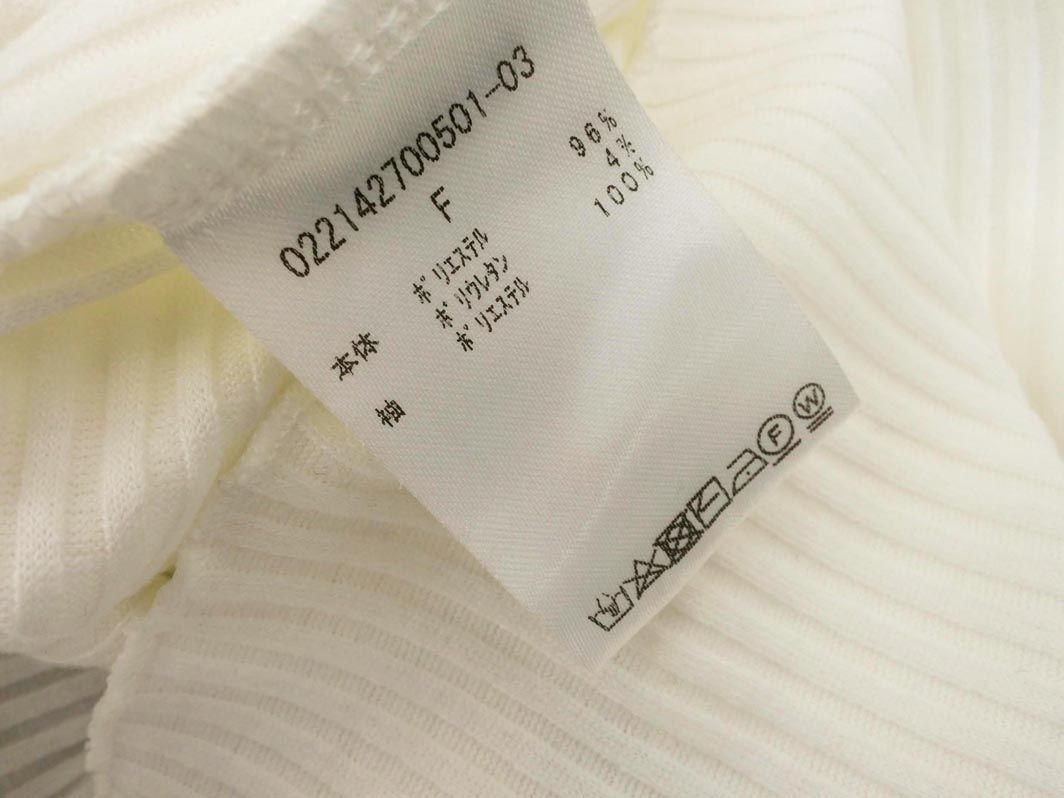 022142700501-03
F
本体 ポリエステル 96%
ポリウレタン 4%
袖 ポリエステル 100%
F W